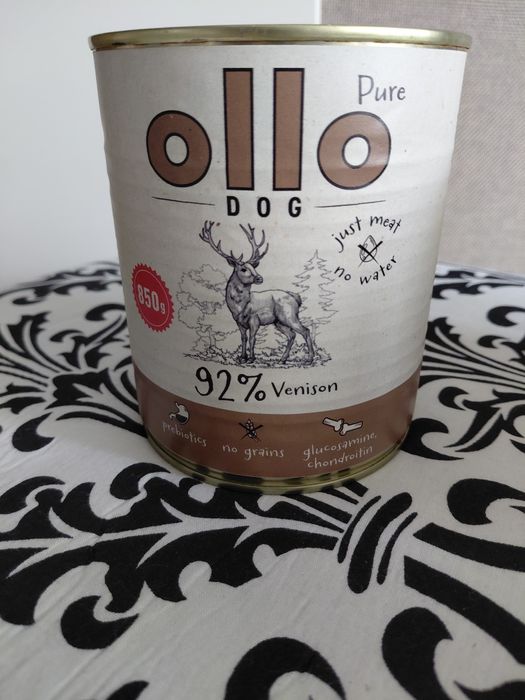 Pure
ollo
DOG
just meat
no water
850g
92% Venison
prebiotics
no grains
glucosamine,
chondroitin